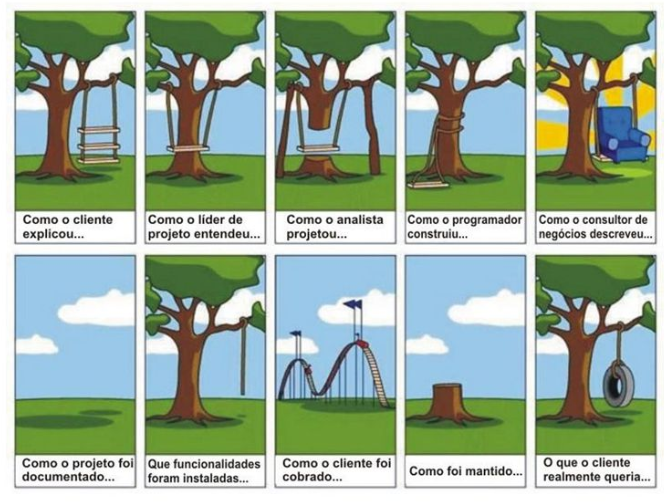 Como o cliente
explicou...
Como o líder de
projeto entendeu...
Como o analista
projetou...
Como o programador
construiu...
Como o consultor de
negócios descreveu...
Como o projeto foi
documentado...
Que funcionalidades
foram instaladas...
Como o cliente foi
cobrado...
Como foi mantido...
O que o cliente
realmente queria...